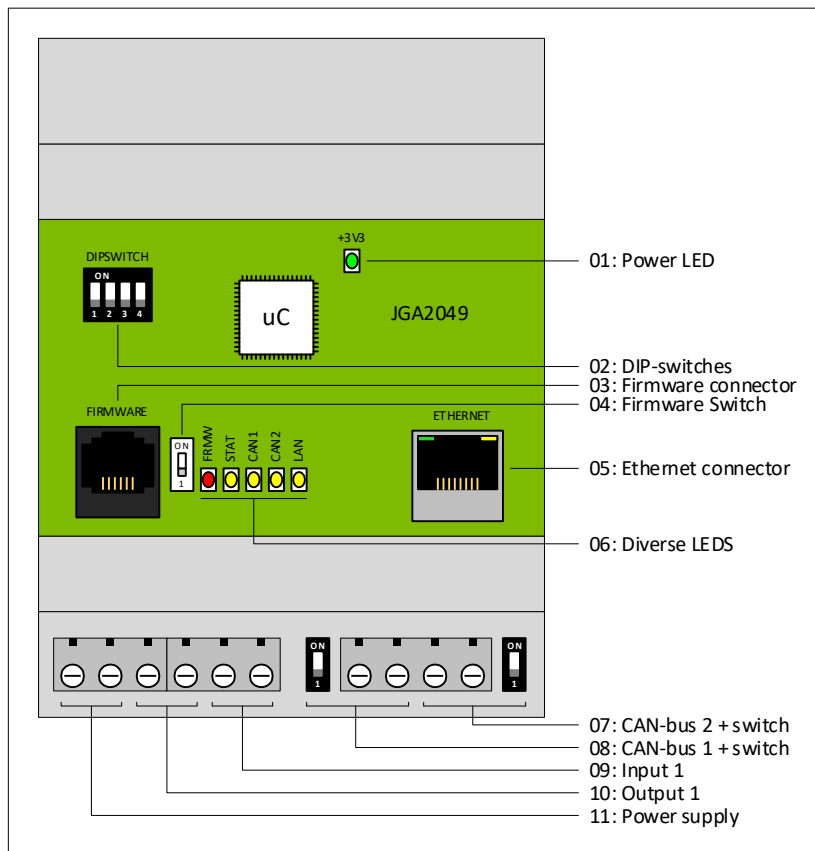 +3V3
01: Power LED
DIPSWITCH
ON
1 2 3 4
uC
JGA2049
02: DIP-switches
03: Firmware connector
04: Firmware Switch
FIRMWARE
ETHERNET
ON
1
FRMW
STAT
CAN1
CAN2
LAN
05: Ethernet connector
06: Diverse LEDS
ON
1
ON
1
07: CAN-bus 2 + switch
08: CAN-bus 1 + switch
09: Input 1
10: Output 1
11: Power supply